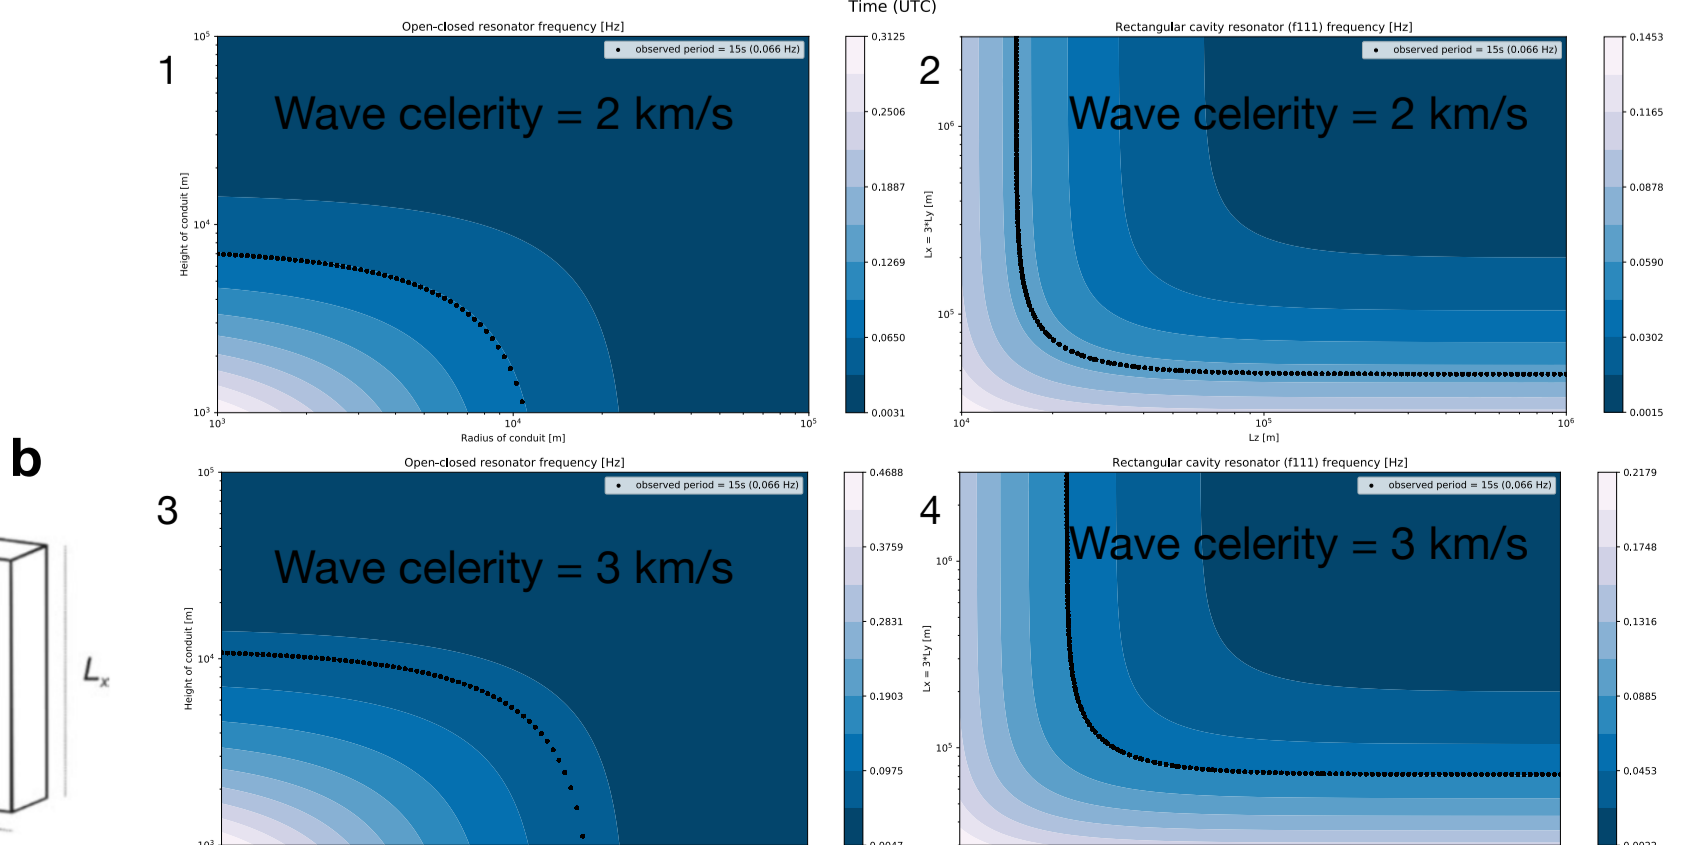 Time (UTC)
Open-closed resonator frequency [Hz]
1
10⁵
10⁴
10³
Height of conduit [m]
observed period = 15s (0,066 Hz)
Wave celerity = 2 km/s
10³
10⁴
10⁵
Radius of conduit [m]
0,3125
0,2506
0,1887
0,1269
0,0650
0,0031
Rectangular cavity resonator (f111) frequency [Hz]
2
10⁶
10⁵
Lx = 3*Ly [m]
observed period = 15s (0,066 Hz)
Wave celerity = 2 km/s
10⁴
10⁵
10⁶
Lz [m]
0,1453
0,1165
0,0878
0,0590
0,0302
0,0015
b
Lₓ
Open-closed resonator frequency [Hz]
3
10⁵
10⁴
10³
Height of conduit [m]
observed period = 15s (0,066 Hz)
Wave celerity = 3 km/s
0,4688
0,3759
0,2831
0,1903
0,0975
Rectangular cavity resonator (f111) frequency [Hz]
4
10⁶
10⁵
Lx = 3*Ly [m]
observed period = 15s (0,066 Hz)
Wave celerity = 3 km/s
0,2179
0,1748
0,1316
0,0885
0,0453